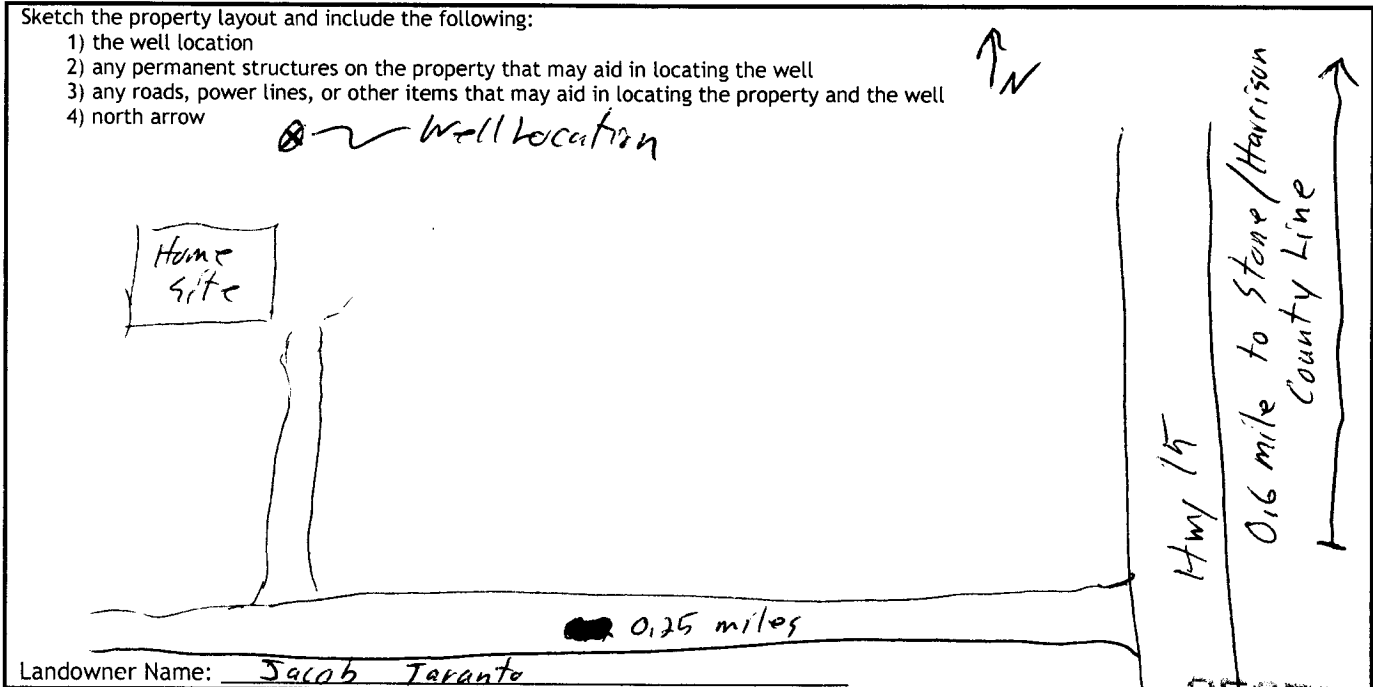 Sketch the property layout and include the following:
1) the well location
2) any permanent structures on the property that may aid in locating the well
3) any roads, power lines, or other items that may aid in locating the property and the well
4) north arrow
N
Well Location
Home
Site
0.6 mile to Stone/Harrison
County Line
Hwy 15
0.25 miles
Landowner Name: Jacob Taranto